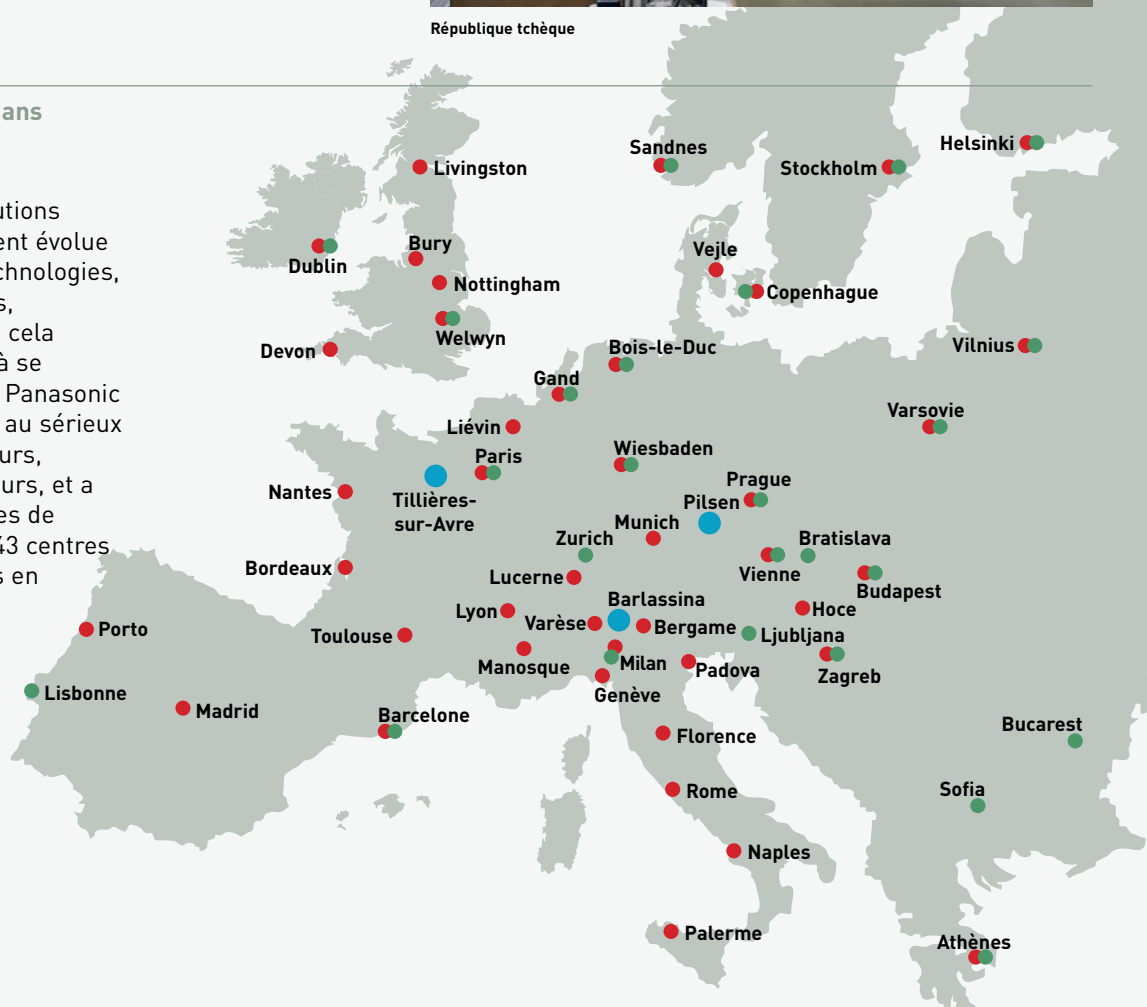 République tchèque
ans
utions
ent évolue
chnologies,
s,
cela
à se
Panasonic
au sérieux
urs,
urs, et a
es de
43 centres
s en
Helsinki
Sandnes
Stockholm
Livingston
Bury
Dublin
Nottingham
Vejle
Copenhague
Welwyn
Devon
Bois-le-Duc
Vilnius
Gand
Varsovie
Liévin
Wiesbaden
Paris
Prague
Nantes
Tillières-
sur-Avre
Pilsen
Munich
Zurich
Bratislava
Bordeaux
Lucerne
Vienne
Budapest
Barlassina
Lyon
Varèse
Bergame
Hoce
Porto
Toulouse
Ljubljana
Manosque
Milan
Padova
Zagreb
Lisbonne
Genève
Madrid
Barcelone
Bucarest
Florence
Sofia
Rome
Naples
Palerme
Athènes